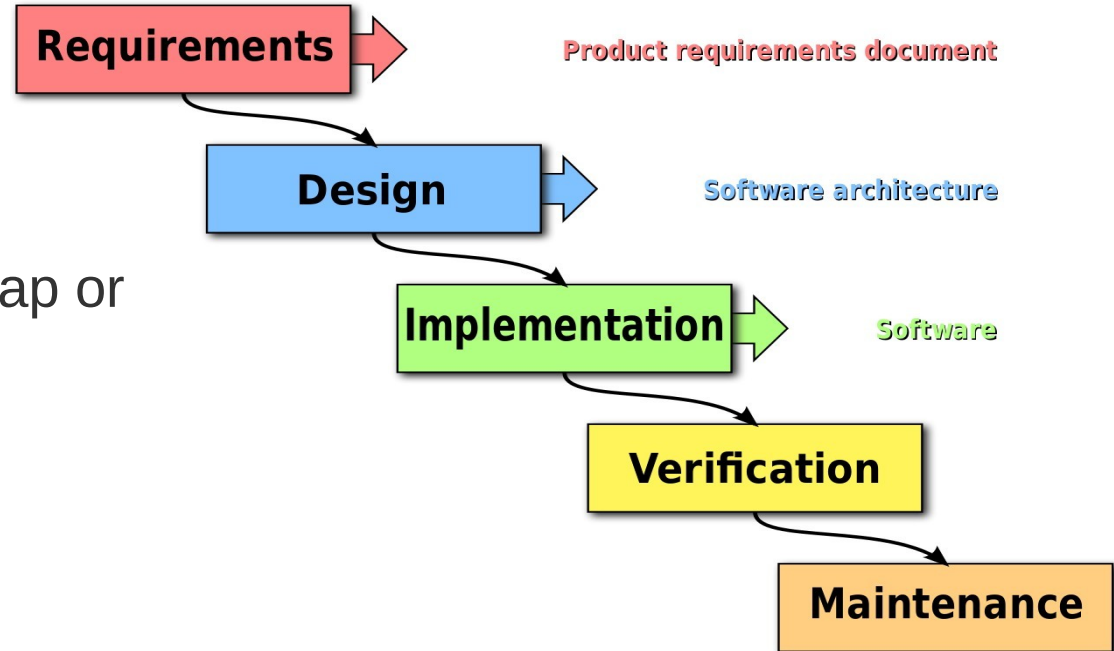 Requirements
Product requirements document
Design
Software architecture
ap or
Implementation
Software
Verification
Maintenance